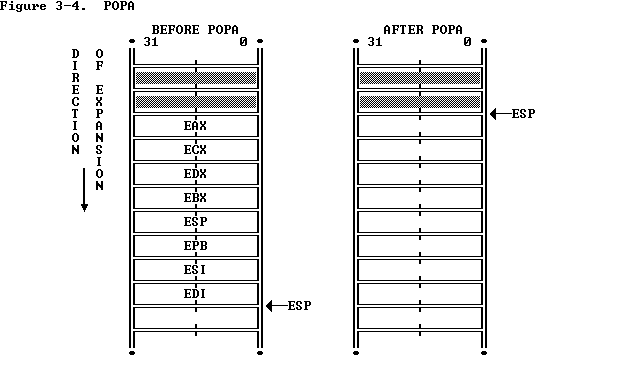 Figure 3-4.  POPA
BEFORE POPA
AFTER POPA
31 0
31 0
DIRECTION
OF EXPANSION
ESP
EAX
ECX
EDX
EBX
ESP
EPB
ESI
EDI
ESP